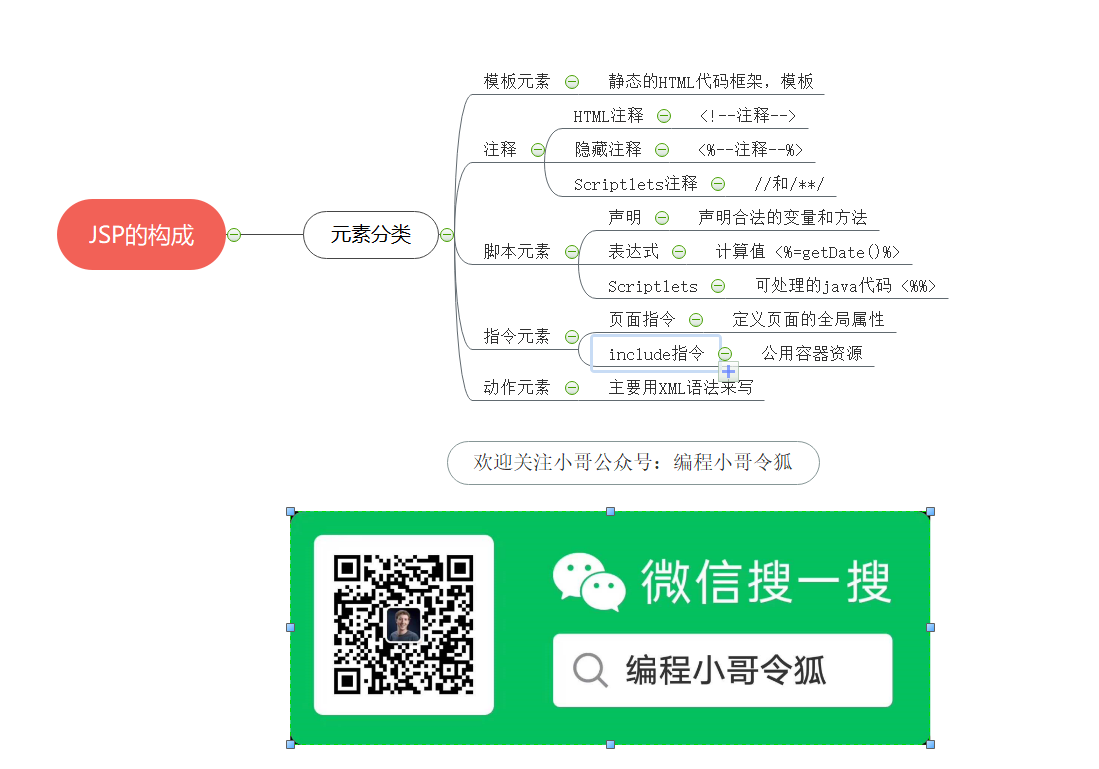 模板元素 静态的HTML代码框架，模板
HTML注释 <!--注释-->
注释 隐藏注释 <%--注释--%>
Scriptlets注释 //和/**/
声明 声明合法的变量和方法
JSP的构成 元素分类
脚本元素 表达式 计算值 <%=getDate()%>
Scriptlets 可处理的java代码 <%%>
页面指令 定义页面的全局属性
指令元素
include指令 公用容器资源
动作元素 主要用XML语法来写
欢迎关注小哥公众号：编程小哥令狐
微信搜一搜
编程小哥令狐